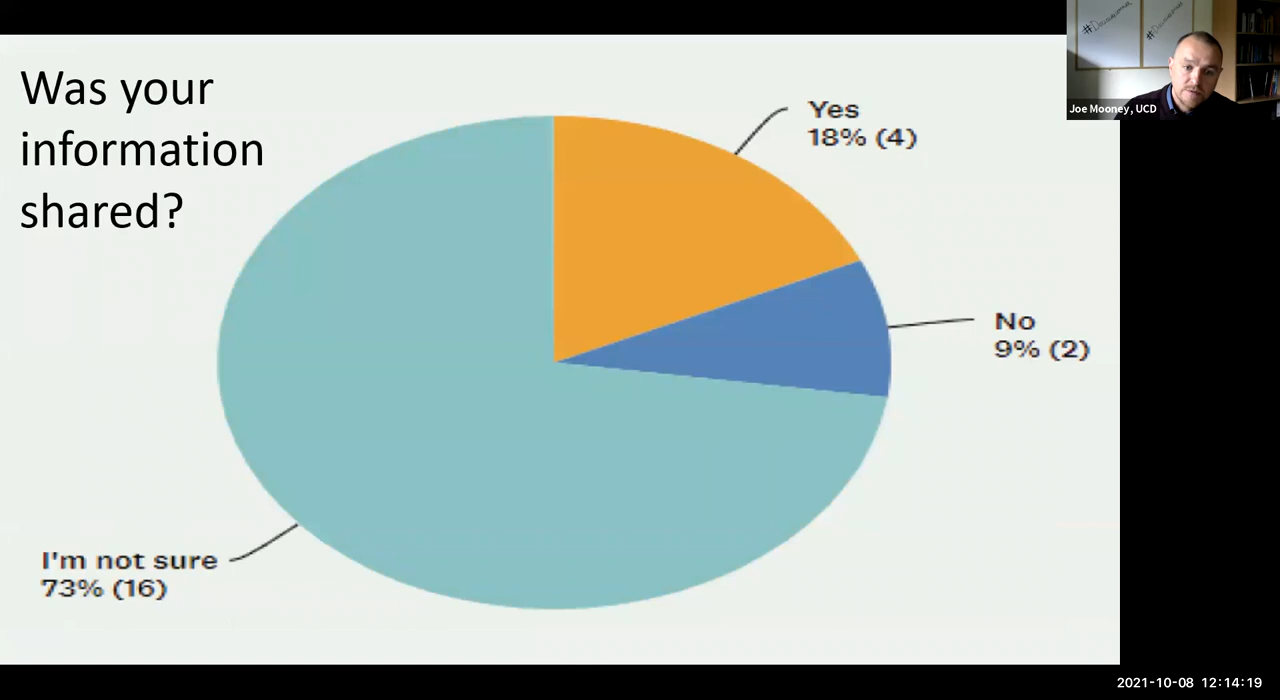 Was your
information
shared?
Yes
18% (4)
No
9% (2)
I'm not sure
73% (16)
Joe Mooney, UCD
2021-10-08 12:14:19